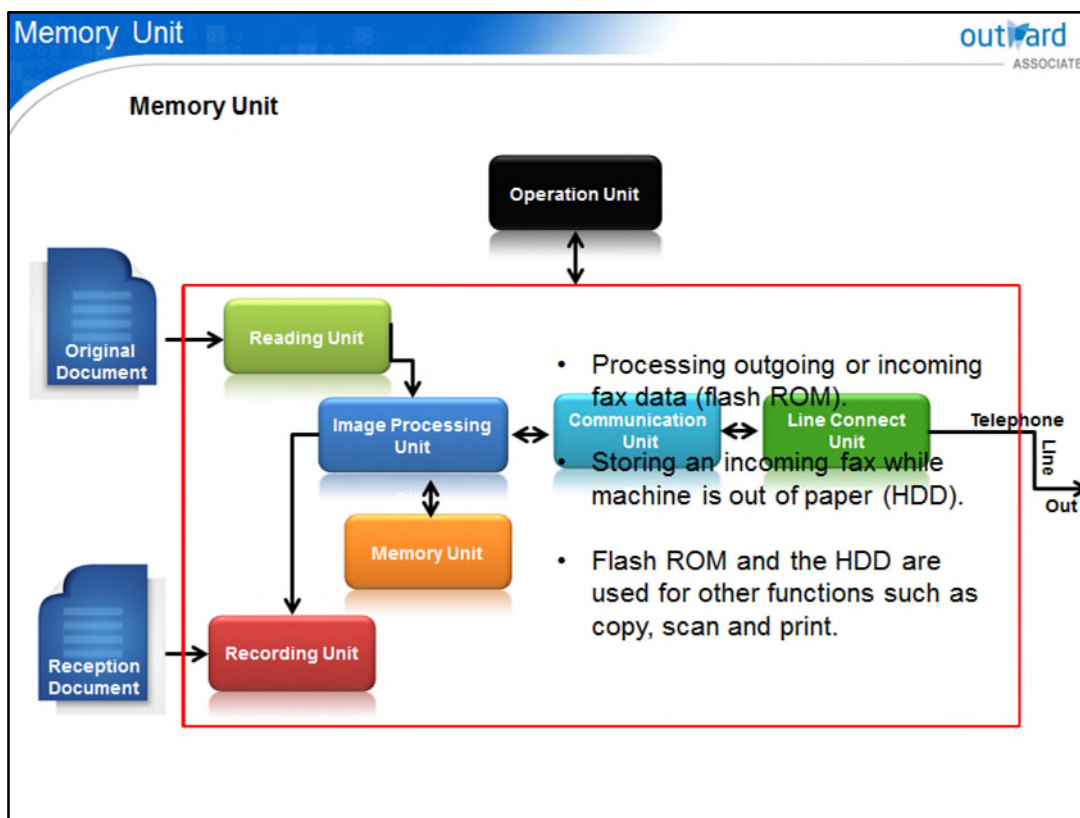 Memory Unit
outward
ASSOCIATE
Memory Unit
Operation Unit
Original
Document
Reading Unit
Image Processing
Unit
Communication
Unit
Line Connect
Unit
Telephone
Line
Out
Memory Unit
Reception
Document
Recording Unit
• Processing outgoing or incoming
fax data (flash ROM).
• Storing an incoming fax while
machine is out of paper (HDD).
• Flash ROM and the HDD are
used for other functions such as
copy, scan and print.